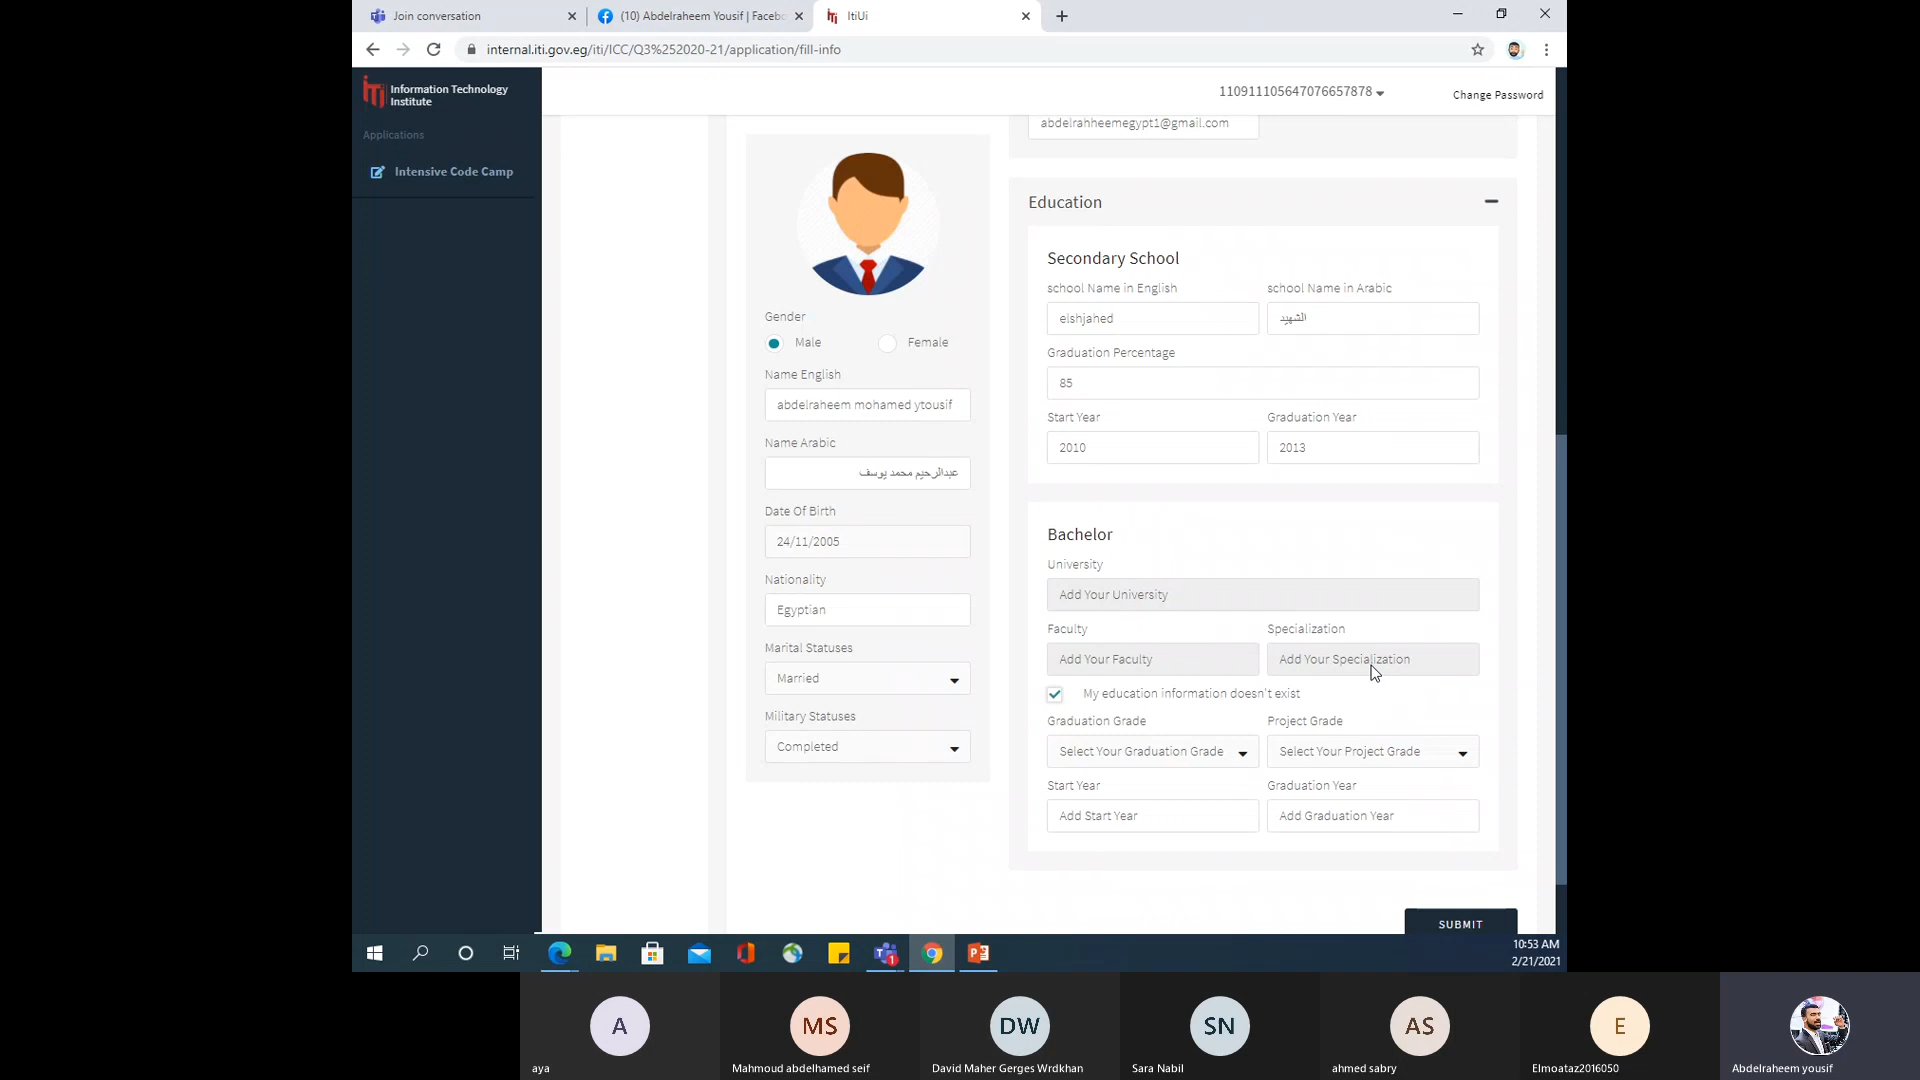 Join conversation
(10) Abdelraheem Yousif | Facebo
ItiUi
internal.iti.gov.eg/iti/ICC/Q3%252020-21/application/fill-info
iTi
Information Technology
Institute
110911105647076657878
Change Password
Applications
Intensive Code Camp
abdelrahheemegypt1@gmail.com
Gender
Male
Female
Name English
abdelraheem mohamed ytousif
Name Arabic
عبدالرحيم محمد يوسف
Date Of Birth
24/11/2005
Nationality
Egyptian
Marital Statuses
Married
Military Statuses
Completed
Education
Secondary School
school Name in English
school Name in Arabic
elshjahed
الشهيد
Graduation Percentage
85
Start Year
Graduation Year
2010
2013
Bachelor
University
Add Your University
Faculty
Specialization
Add Your Faculty
Add Your Specialization
My education information doesn't exist
Graduation Grade
Project Grade
Select Your Graduation Grade
Select Your Project Grade
Start Year
Graduation Year
Add Start Year
Add Graduation Year
SUBMIT
1
10:53 AM
2/21/2021
A
MS
DW
SN
AS
E
aya
Mahmoud abdelhamed seif
David Maher Gerges Wrdkhan
Sara Nabil
ahmed sabry
Elmoataz2016050
Abdelraheem yousif